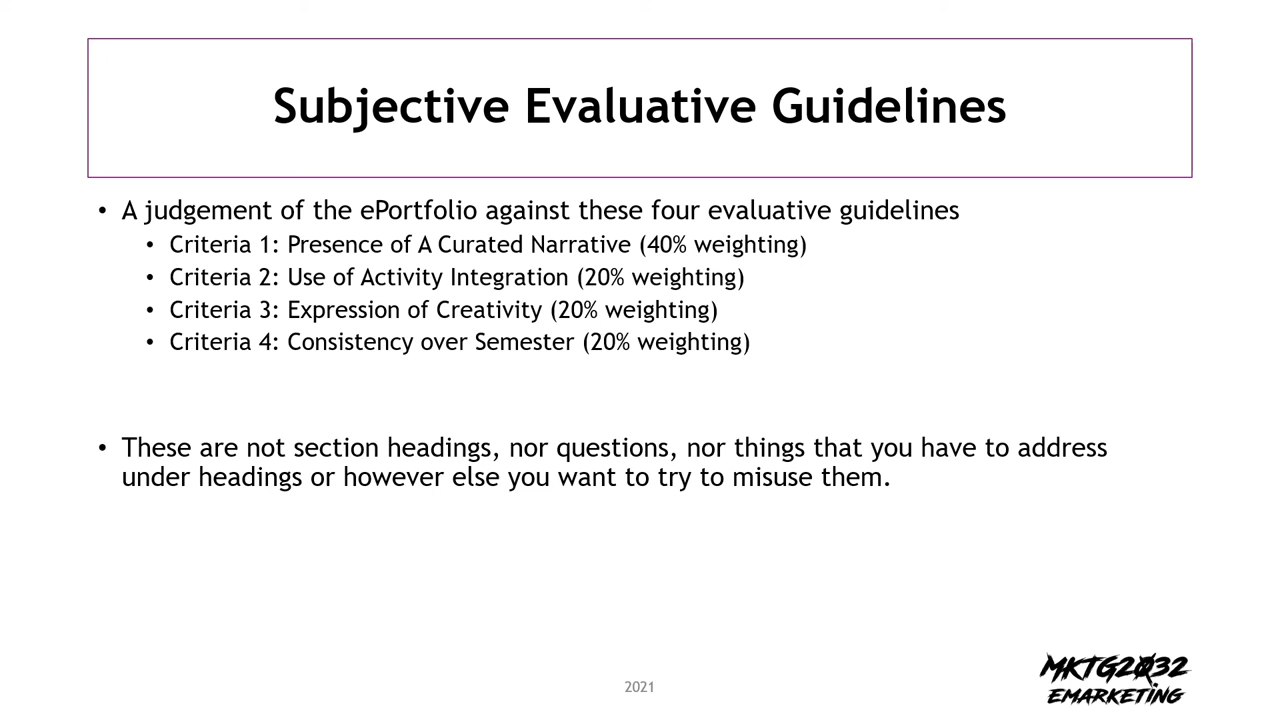 Subjective Evaluative Guidelines
• A judgement of the ePortfolio against these four evaluative guidelines
• Criteria 1: Presence of A Curated Narrative (40% weighting)
• Criteria 2: Use of Activity Integration (20% weighting)
• Criteria 3: Expression of Creativity (20% weighting)
• Criteria 4: Consistency over Semester (20% weighting)
• These are not section headings, nor questions, nor things that you have to address
under headings or however else you want to try to misuse them.
2021
MKTG2032
EMARKETING